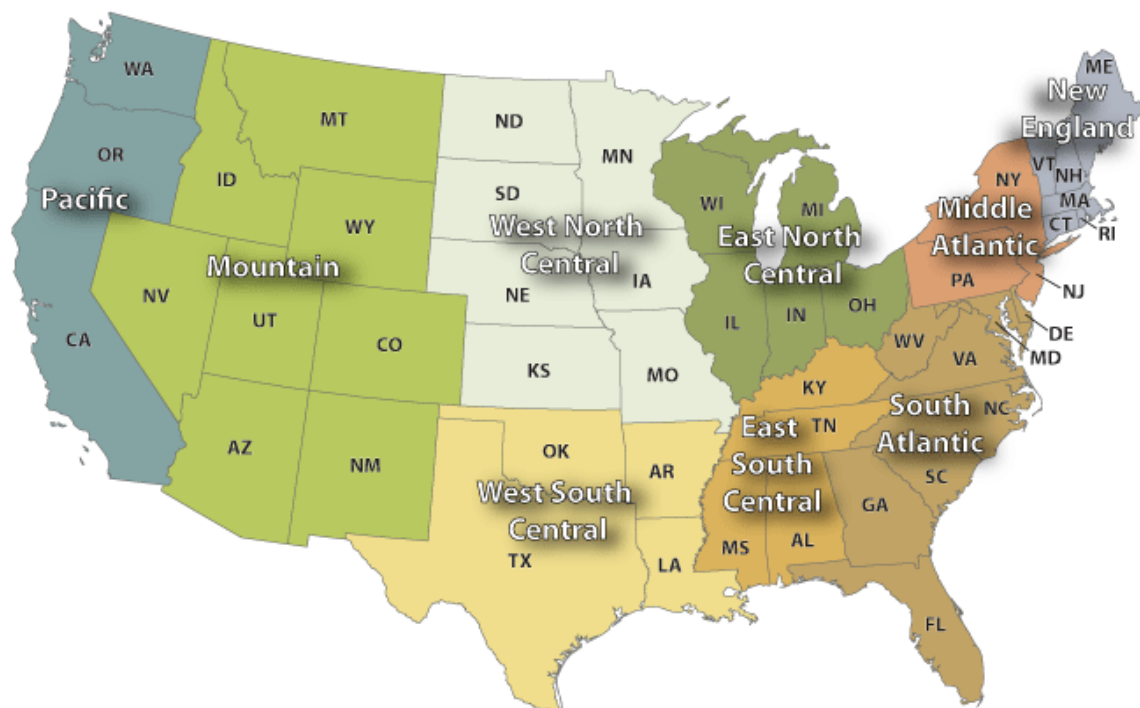 WA
OR
Pacific
CA
MT
ID
WY
Mountain
NV
UT
CO
AZ
NM
ND
MN
SD
West North
Central
NE
IA
KS
MO
WI
MI
East North
Central
IL
IN
OH
ME
New
England
VT
NH
MA
CT
RI
NY
Middle
Atlantic
PA
NJ
DE
MD
WV
VA
South
Atlantic
NC
SC
GA
FL
KY
TN
East
South
Central
MS
AL
OK
AR
West South
Central
TX
LA